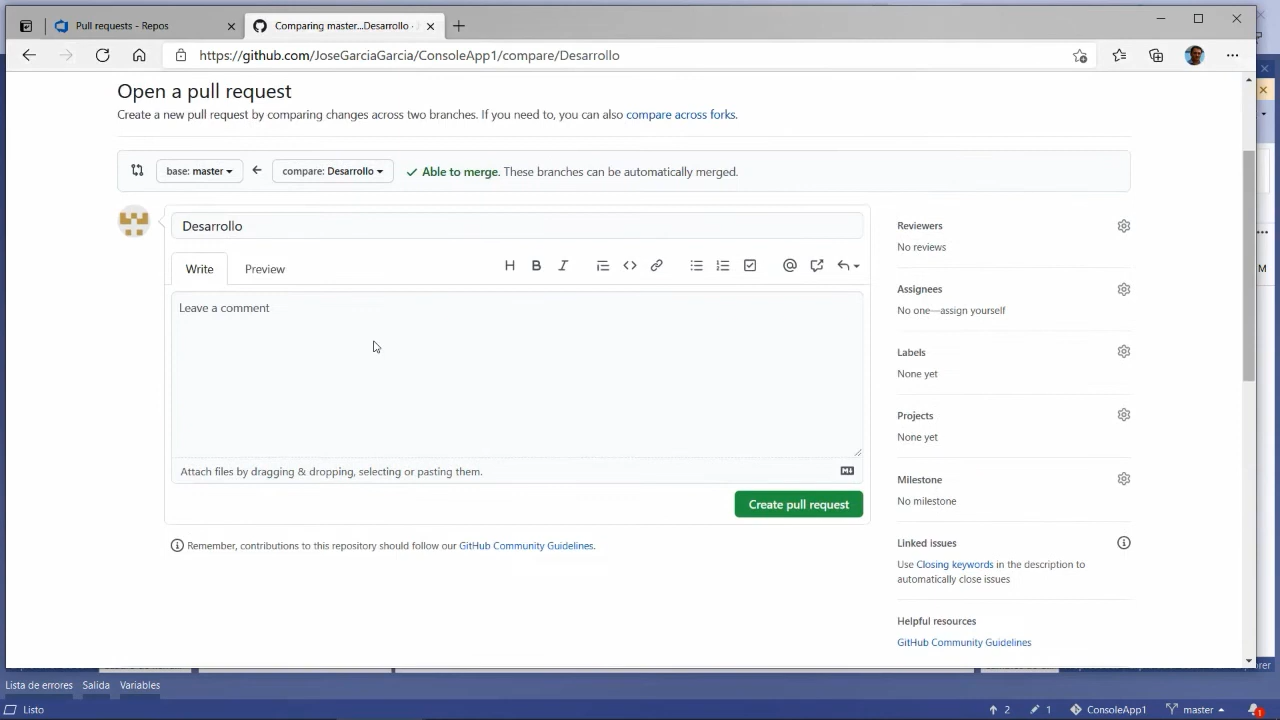 Pull requests - Repos
Comparing master...Desarrollo ·
https://github.com/JoseGarciaGarcia/ConsoleApp1/compare/Desarrollo
Open a pull request
Create a new pull request by comparing changes across two branches. If you need to, you can also compare across forks.
base: master
compare: Desarrollo
Able to merge. These branches can be automatically merged.
Desarrollo
Write
Preview
Leave a comment
Attach files by dragging & dropping, selecting or pasting them.
Create pull request
Remember, contributions to this repository should follow our GitHub Community Guidelines.
Reviewers
No reviews
Assignees
No one—assign yourself
Labels
None yet
Projects
None yet
Milestone
No milestone
Linked issues
Use Closing keywords in the description to
automatically close issues
Helpful resources
GitHub Community Guidelines
M
Lista de errores
Salida
Variables
Listo
2
1
ConsoleApp1
master
1